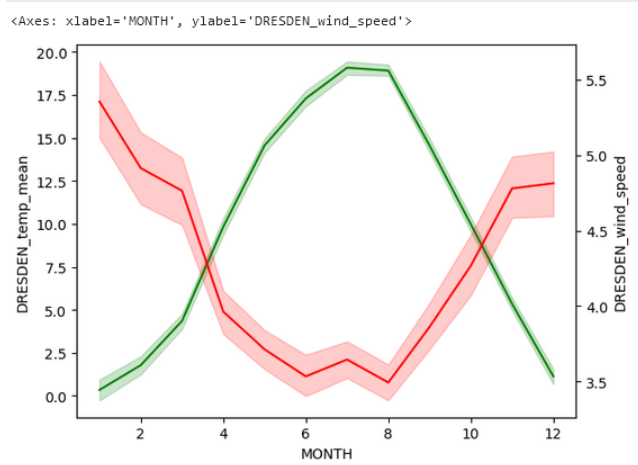 <Axes: xlabel='MONTH', ylabel='DRESDEN_wind_speed'>
20.0
17.5
15.0
12.5
10.0
7.5
5.0
2.5
0.0
DRESDEN_temp_mean
5.5
5.0
4.5
4.0
3.5
DRESDEN_wind_speed
2 4 6 8 10 12
MONTH